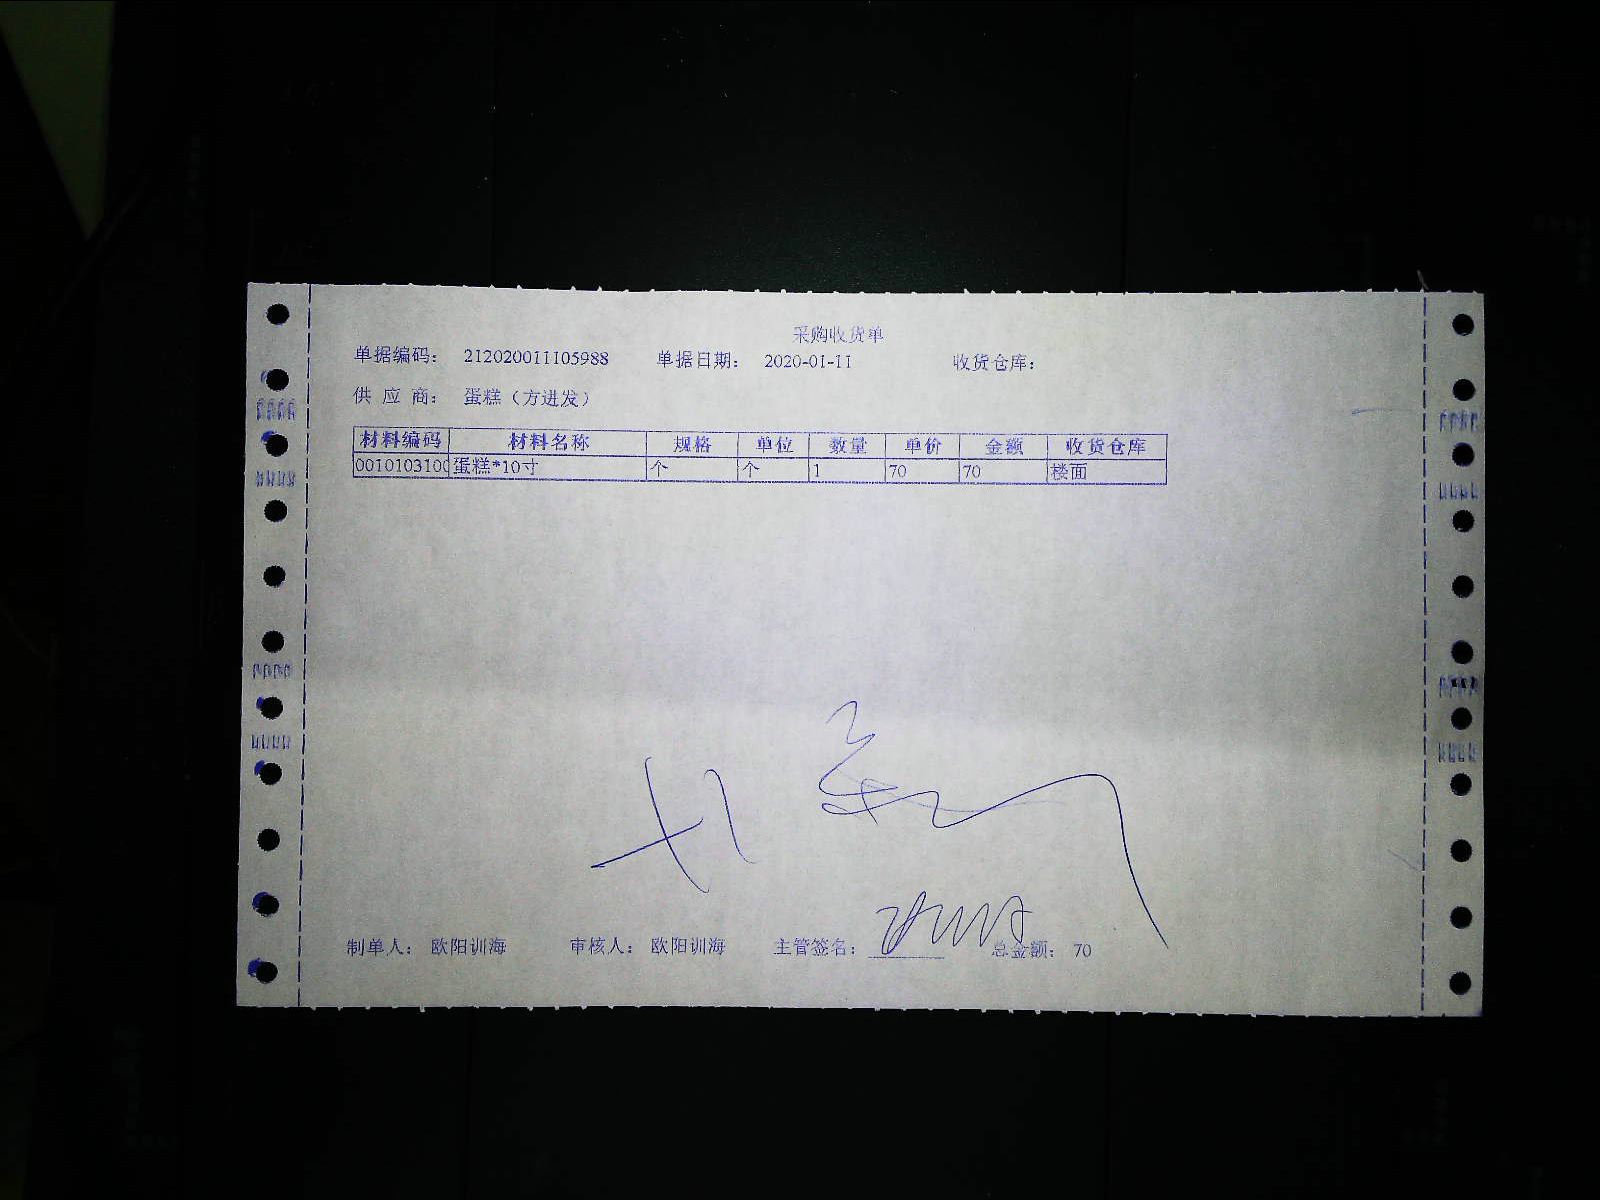 采购收货单
单据编码： 212020011105988 单据日期： 2020-01-11 收货仓库：
供 应 商： 蛋糕（方进发）
材料编码 材料名称 规格 单位 数量 单价 金额 收货仓库
0010103100 蛋糕*10寸 个 个 1 70 70 楼面
制单人： 欧阳训海 审核人： 欧阳训海 主管签名： 总金额： 70